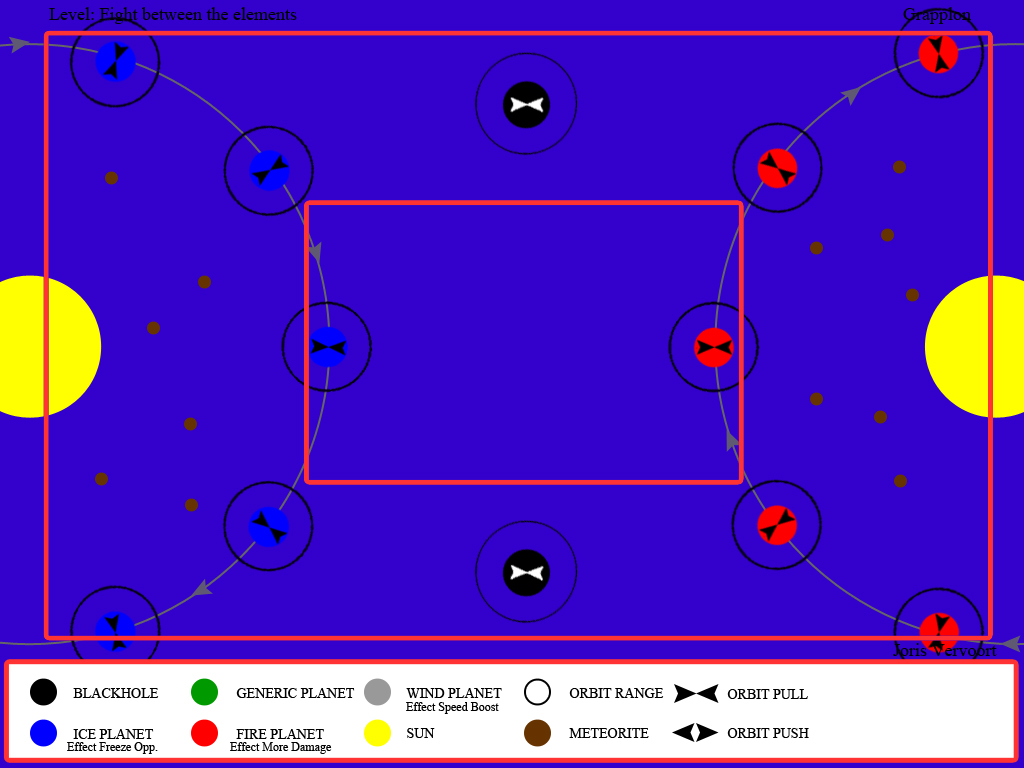 Level: Fight between the elements
Grappion
Joris Vervoort
BLACKHOLE
GENERIC PLANET
WIND PLANET
Effect Speed Boost
ORBIT RANGE
ORBIT PULL
ICE PLANET
Effect Freeze Opp.
FIRE PLANET
Effect More Damage
SUN
METEORITE
ORBIT PUSH